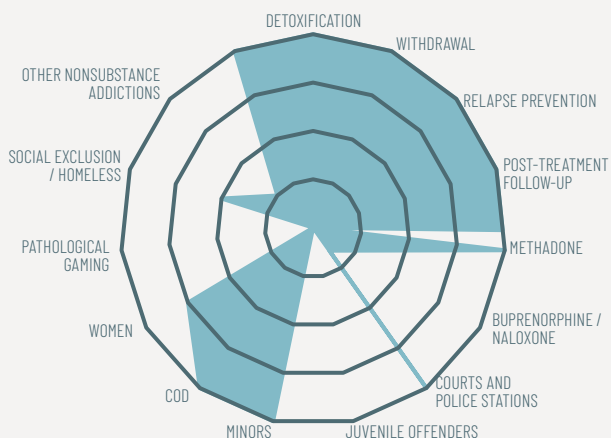 DETOXIFICATION
WITHDRAWAL
RELAPSE PREVENTION
POST-TREATMENT
FOLLOW-UP
METHADONE
BUPRENORPHINE /
NALOXONE
COURTS AND
POLICE STATIONS
JUVENILE OFFENDERS
MINORS
COD
WOMEN
PATHOLOGICAL
GAMING
SOCIAL EXCLUSION
/ HOMELESS
OTHER NONSUBSTANCE
ADDICTIONS